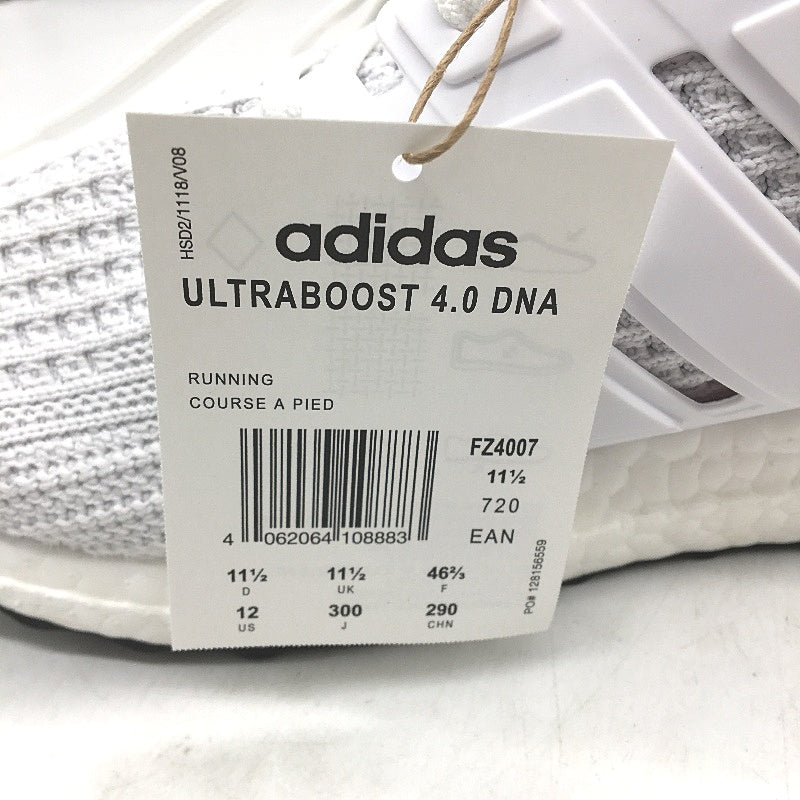 HSD2/1118/V08
adidas
ULTRABOOST 4.0 DNA
RUNNING
COURSE A PIED
FZ4007
11½
720
EAN
4 062064 108883
11½ 11½ 46⅔
D UK F
12 300 290
US J CHN
PO# 128156559